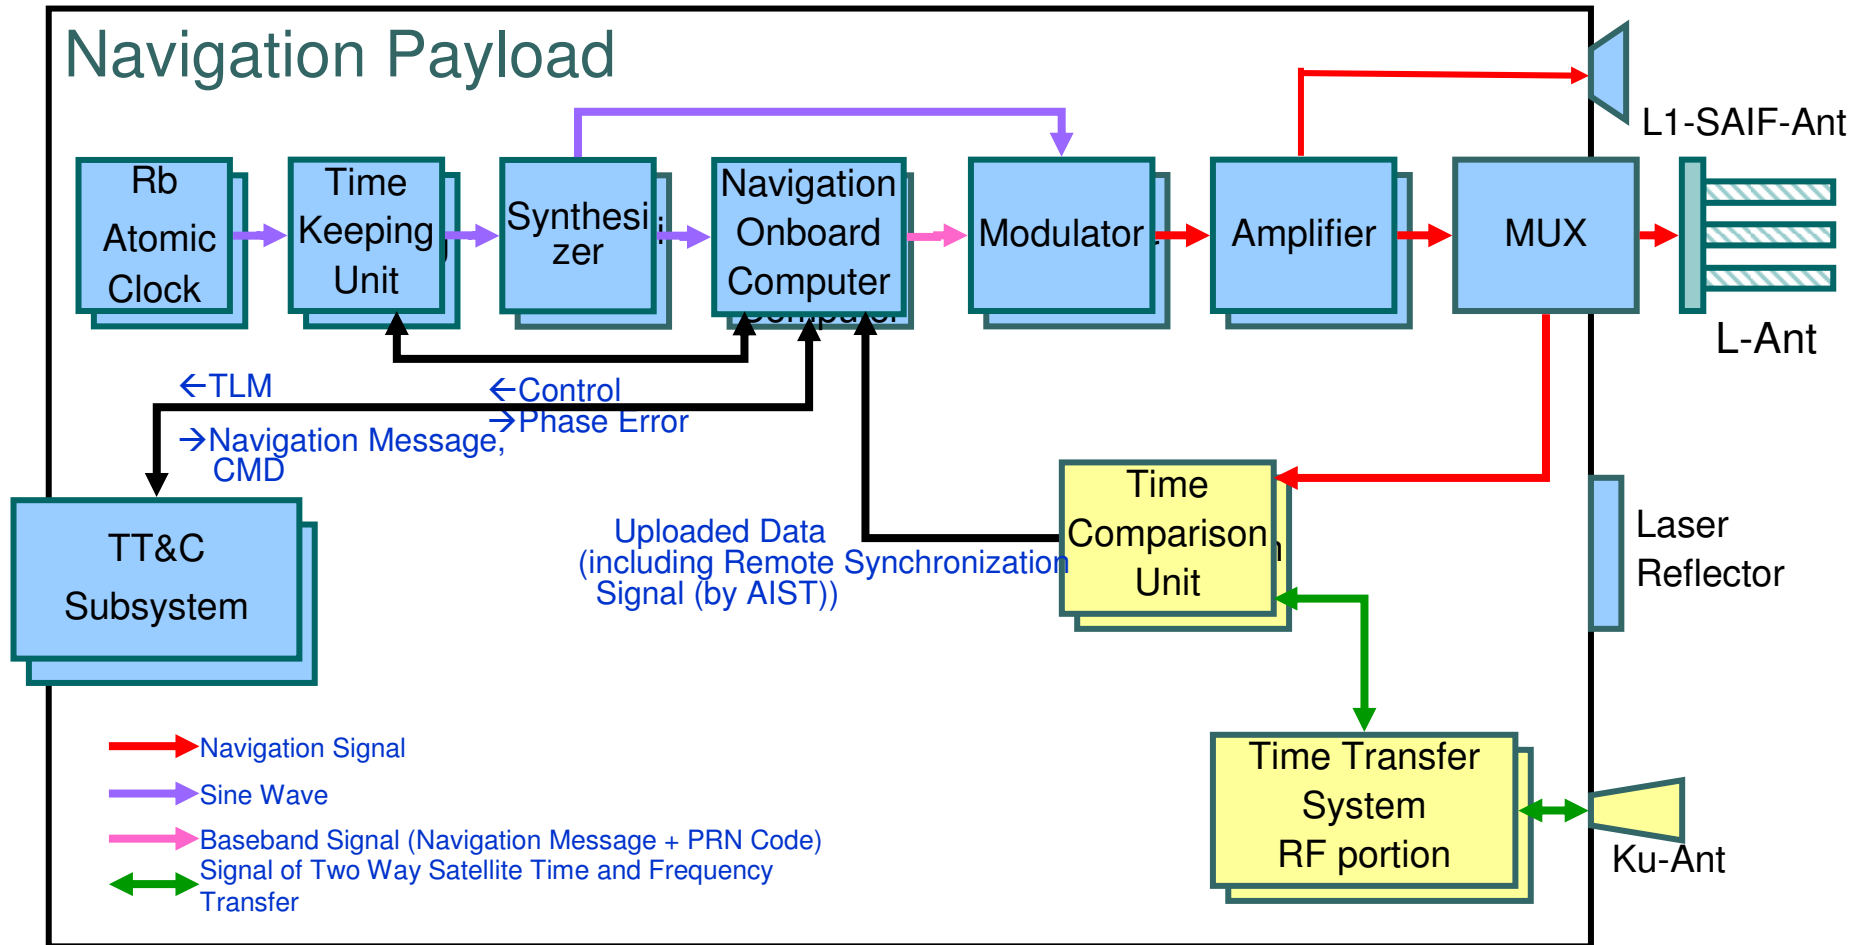 Navigation Payload
L1-SAIF-Ant
Rb
Atomic
Clock
Time
Keeping
Unit
Synthesi
zer
Navigation
Onboard
Computer
Modulator
Amplifier
MUX
L-Ant
←TLM
←Control
→Phase Error
→Navigation Message,
CMD
TT&C
Subsystem
Uploaded Data
(including Remote Synchronization
Signal (by AIST))
Time
Comparison
Unit
Laser
Reflector
Time Transfer
System
RF portion
Ku-Ant
Navigation Signal
Sine Wave
Baseband Signal (Navigation Message + PRN Code)
Signal of Two Way Satellite Time and Frequency
Transfer